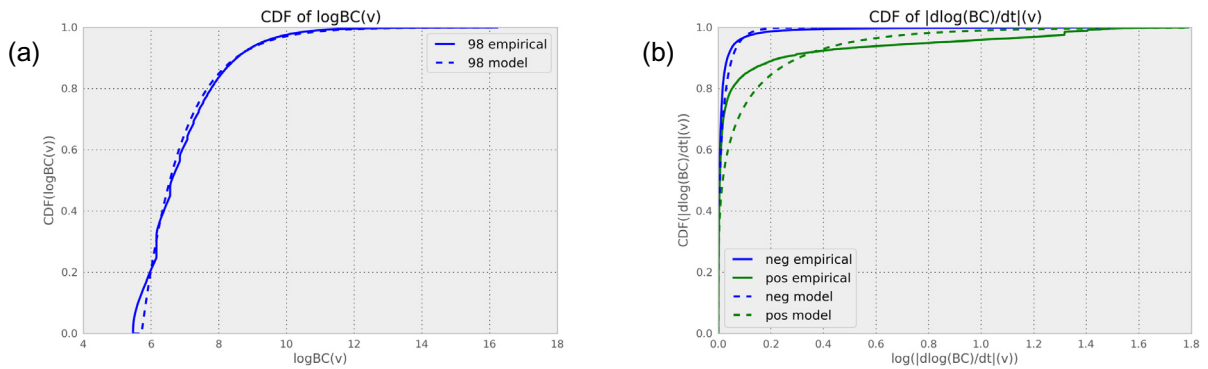 (a)
CDF of logBC(v)
1.0
0.8
0.6
0.4
0.2
0.0
CDF(logBC(v))
98 empirical
98 model
4 6 8 10 12 14 16 18
logBC(v)
(b)
CDF of |dlog(BC)/dt|(v)
1.0
0.8
0.6
0.4
0.2
0.0
CDF(|dlog(BC)/dt|(v))
neg empirical
pos empirical
neg model
pos model
0.0 0.2 0.4 0.6 0.8 1.0 1.2 1.4 1.6 1.8
log(|dlog(BC)/dt|(v))